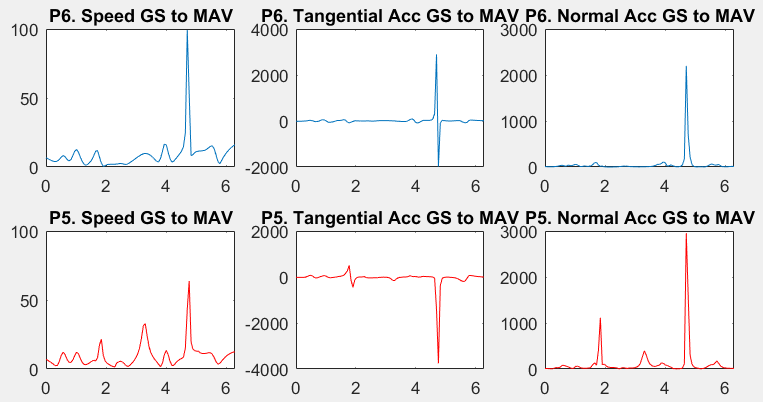 P6. Speed GS to MAV
P6. Tangential Acc GS to MAV
P6. Normal Acc GS to MAV
100
50
0
0 2 4 6
4000
2000
0
-2000
0 2 4 6
3000
2000
1000
0
0 2 4 6
P5. Speed GS to MAV
P5. Tangential Acc GS to MAV
P5. Normal Acc GS to MAV
100
50
0
0 2 4 6
2000
0
-2000
-4000
0 2 4 6
3000
2000
1000
0
0 2 4 6